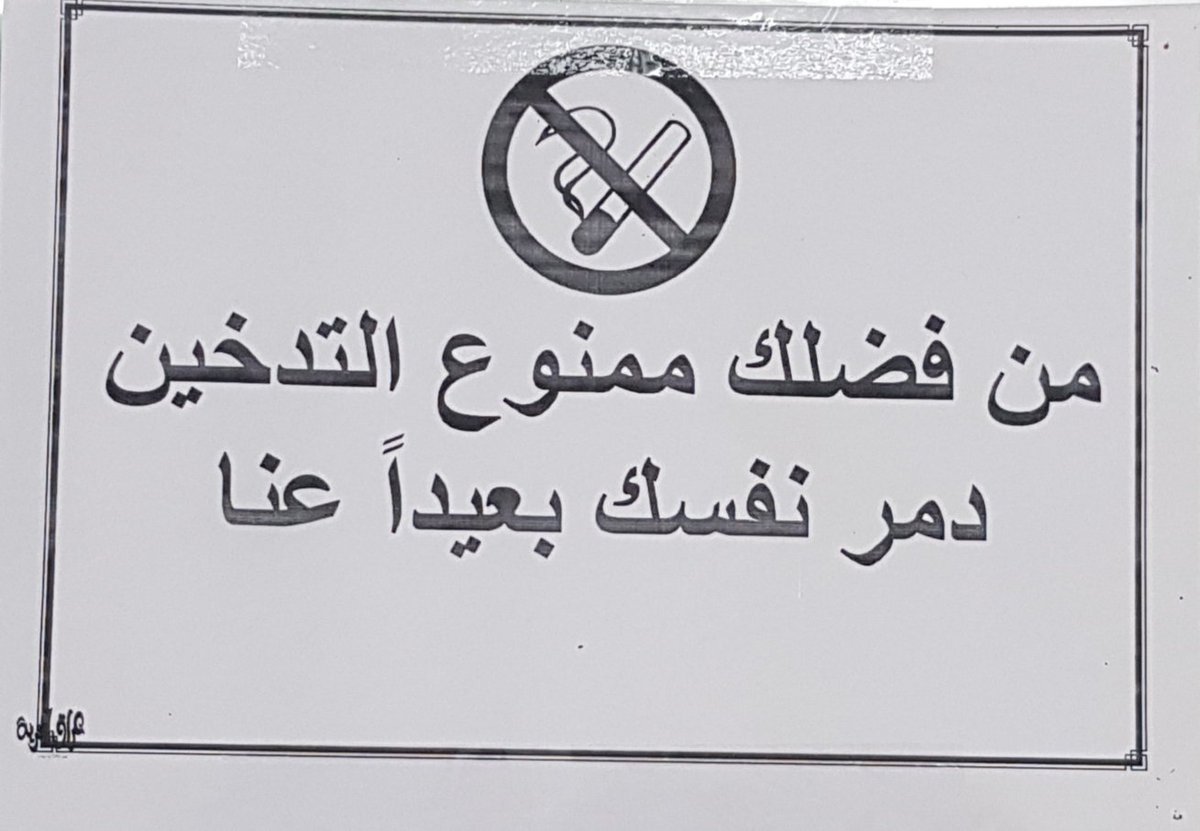 من فضلك ممنوع التدخين
دمر نفسك بعيداً عنا